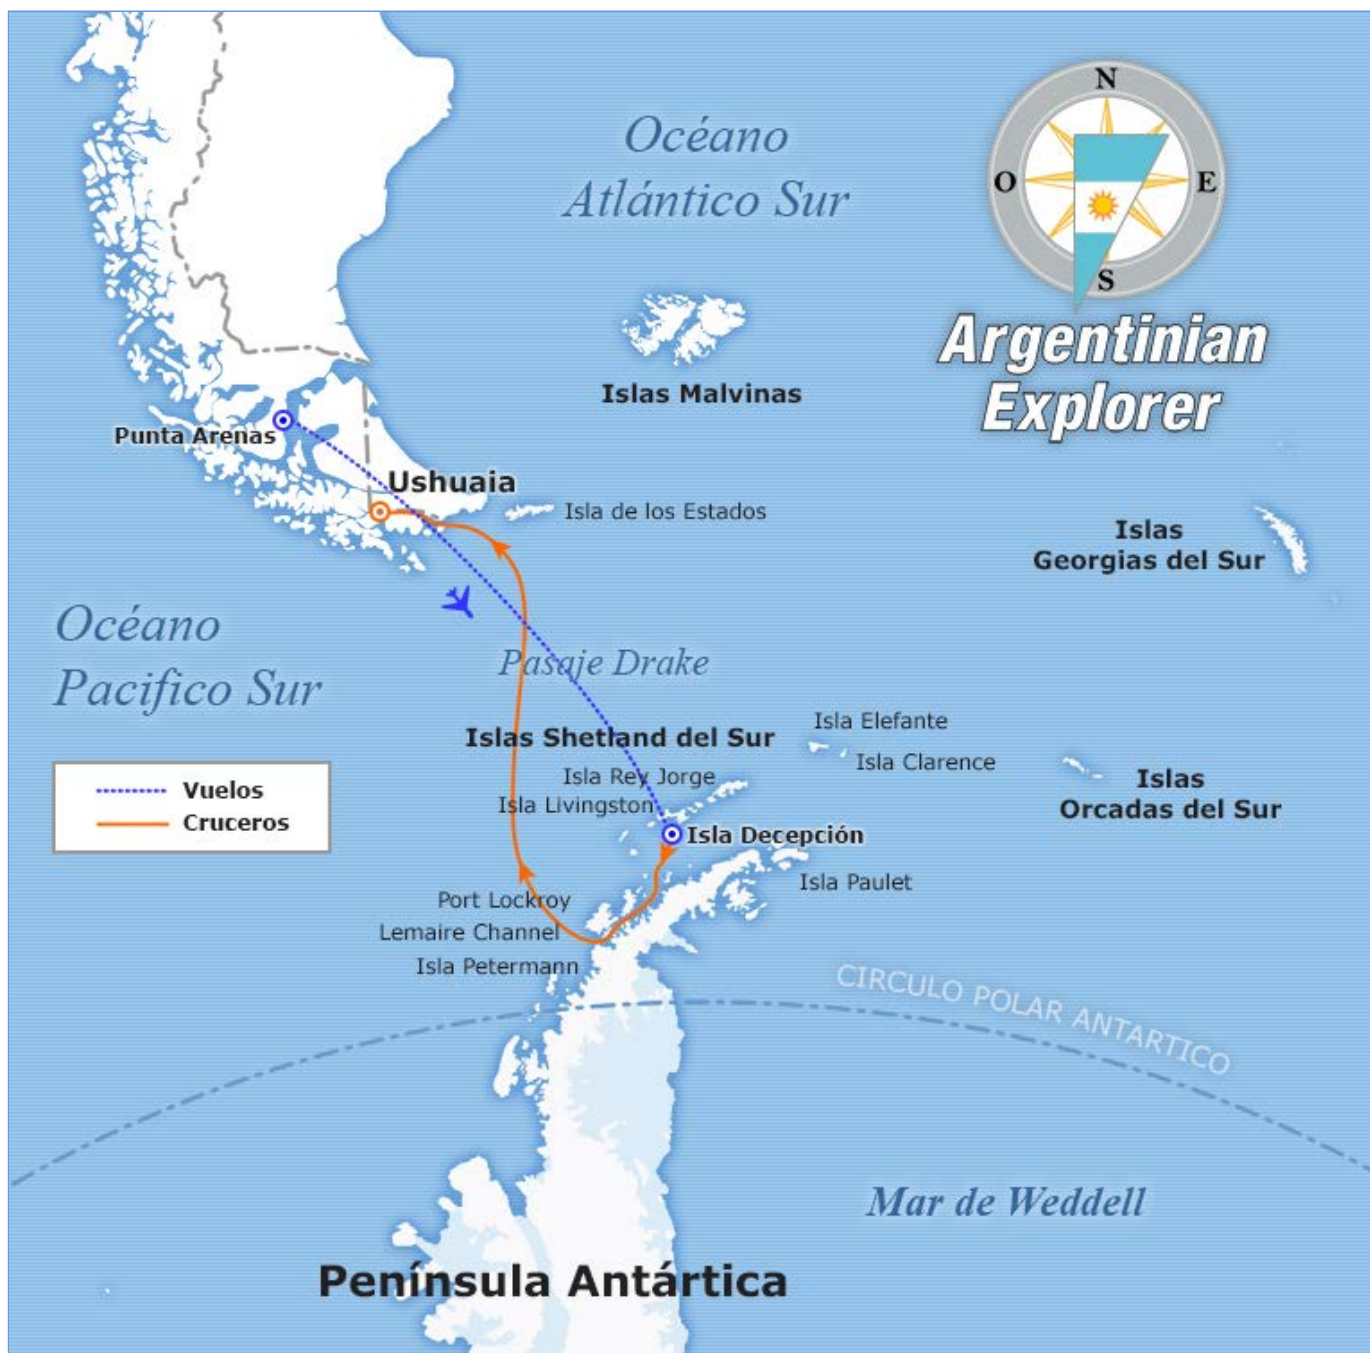 Océano
Atlántico Sur
N
O
E
S
Argentinian
Explorer
Islas Malvinas
Punta Arenas
Ushuaia
Isla de los Estados
Islas
Georgias del Sur
Océano
Pacifico Sur
Pasaje Drake
Islas Shetland del Sur
Isla Elefante
Isla Clarence
Isla Rey Jorge
Isla Livingston
Islas
Orcadas del Sur
Vuelos
Cruceros
Isla Decepción
Isla Paulet
Port Lockroy
Lemaire Channel
Isla Petermann
CIRCULO POLAR ANTARTICO
Mar de Weddell
Península Antártica